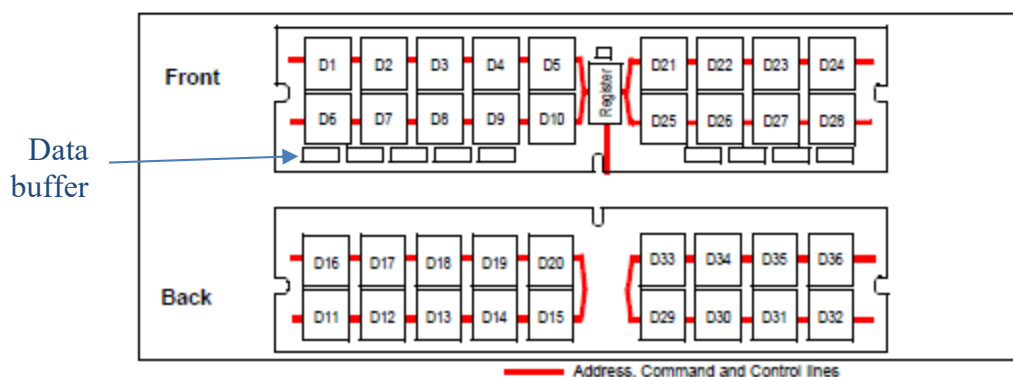 Front
D1 D2 D3 D4 D5 D21 D22 D23 D24
Register
D6 D7 D8 D9 D10 D25 D26 D27 D28
Data
buffer
D16 D17 D18 D19 D20 D33 D34 D35 D36
Back
D11 D12 D13 D14 D15 D29 D30 D31 D32
Address, Command and Control lines